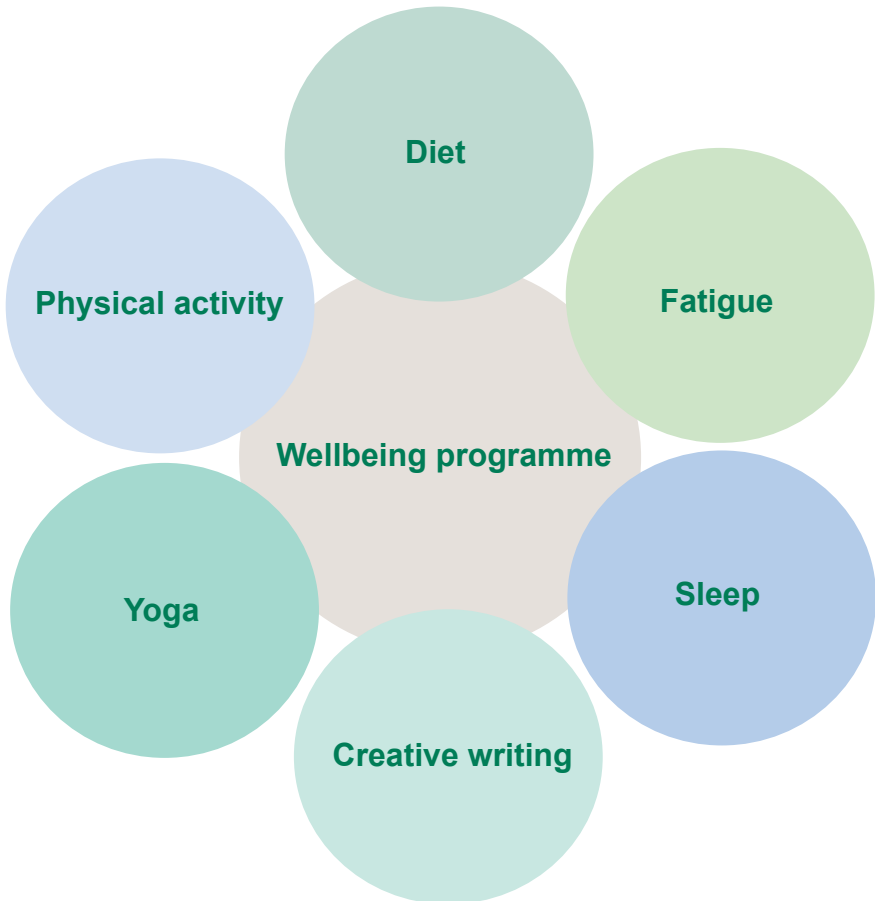 Diet
Physical activity
Fatigue
Wellbeing programme
Yoga
Sleep
Creative writing